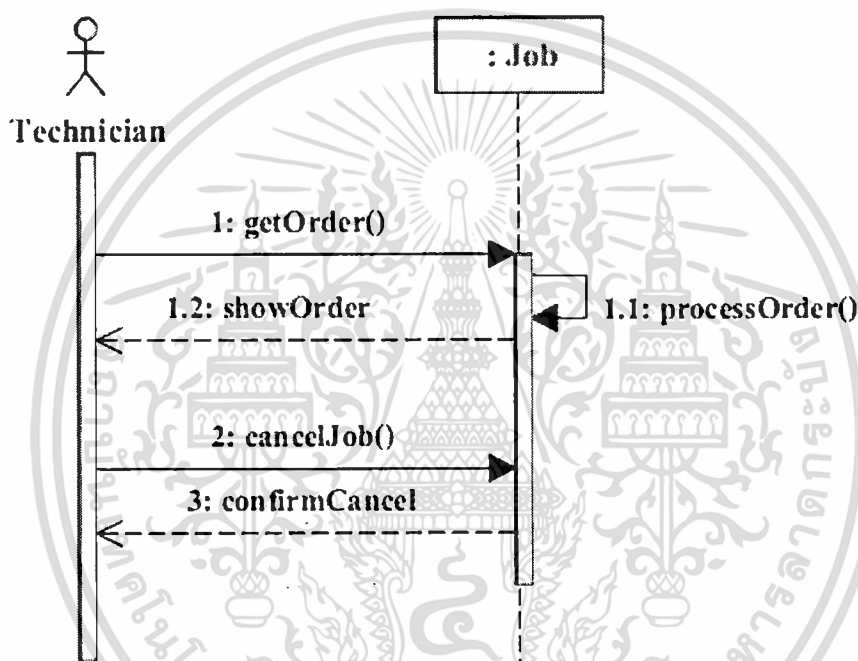 : Job
Technician
1: getOrder()
1.2: showOrder
1.1: processOrder()
2: cancelJob()
3: confirmCancel